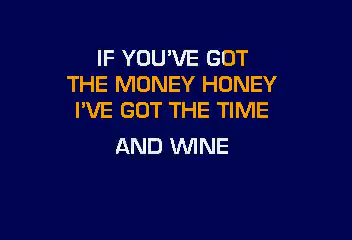 IF YOU'VE GOT
THE MONEY HONEY
I'VE GOT THE TIME
AND WINE